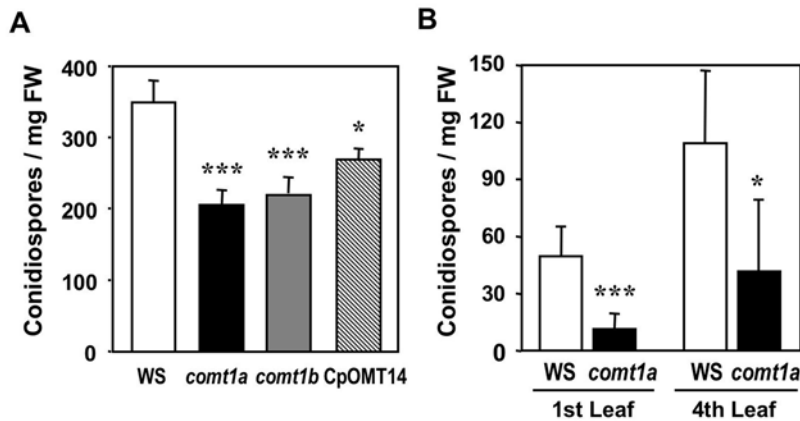 A
Conidiospores / mg FW
400
300
200
100
0
***
***
*
WS comt1a comt1b CpOMT14
B
Conidiospores / mg FW
150
120
90
60
30
0
***
*
WS comt1a WS comt1a
1st Leaf 4th Leaf